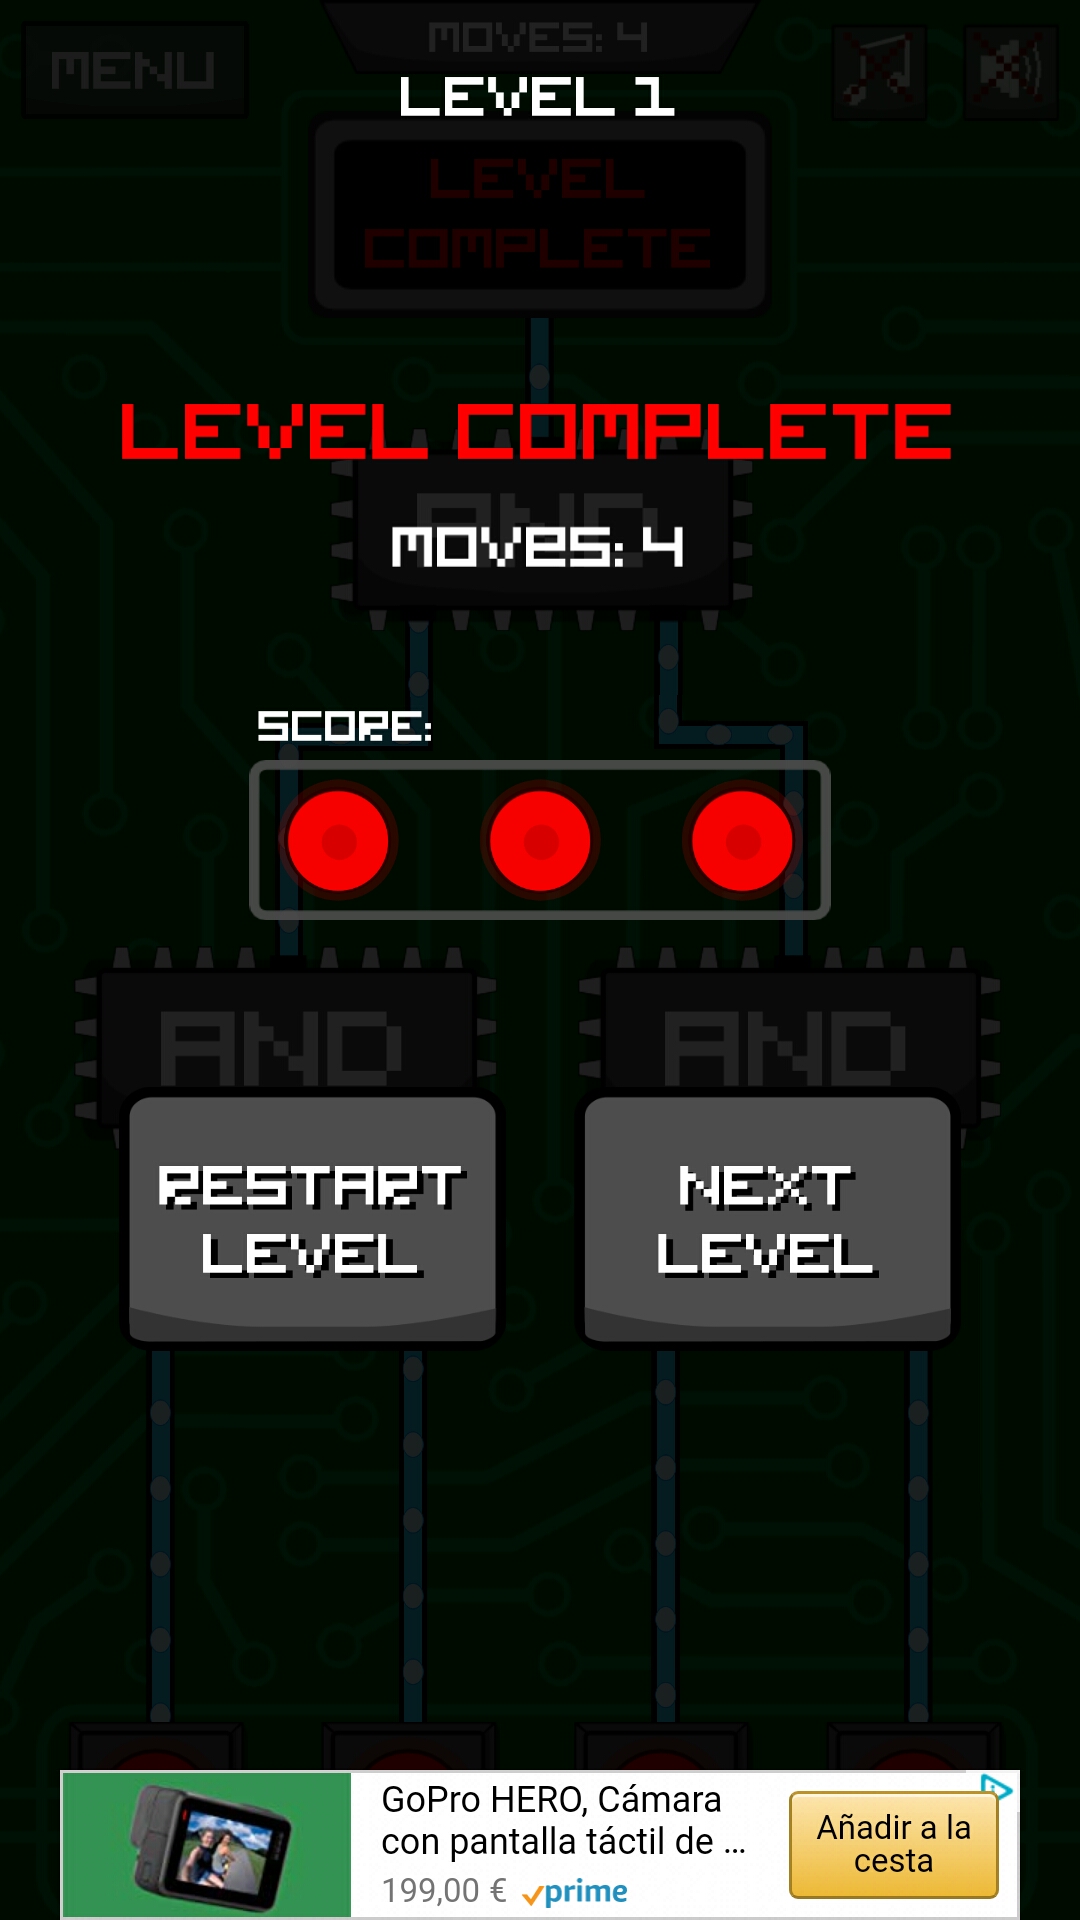 MOVES: 4
MENU
LEVEL 1
LEVEL
COMPLETE
LEVEL COMPLETE
AND
MOVES: 4
SCORE:
AND
AND
RESTART
LEVEL
NEXT
LEVEL
GoPro HERO, Cámara
con pantalla táctil de ...
199,00 € prime
Añadir a la
cesta